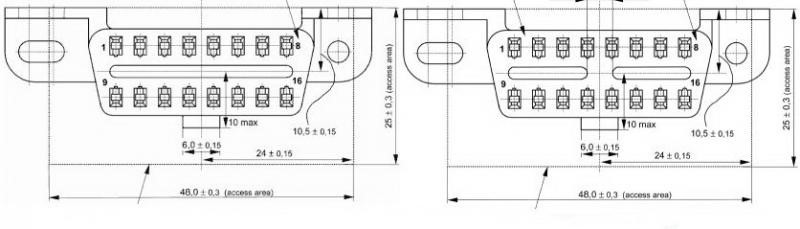 1
8
9
16
10 max
10,5 ± 0,15
6,0 ± 0,15
24 ± 0,15
48,0 ± 0,3 (access area)
25 ± 0,3 (access area)
1
8
9
16
10 max
10,5 ± 0,15
6,0 ± 0,15
24 ± 0,15
48,0 ± 0,3 (access area)
25 ± 0,3 (access area)